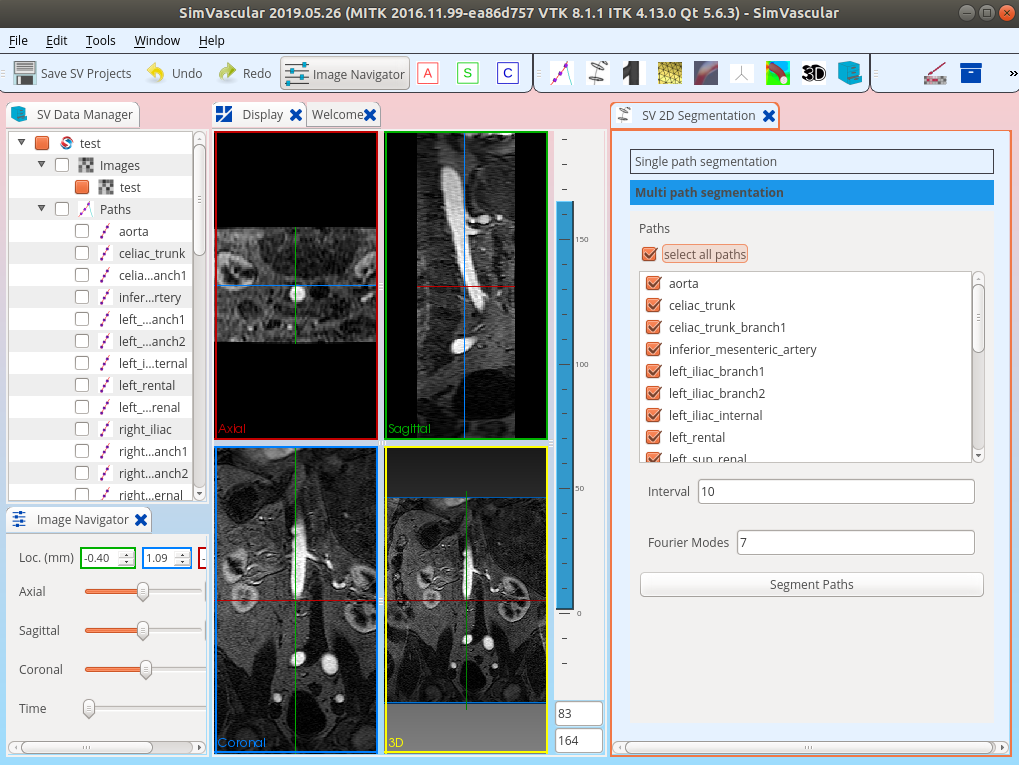 SimVascular 2019.05.26 (MITK 2016.11.99-ea86d757 VTK 8.1.1 ITK 4.13.0 Qt 5.6.3) - SimVascular
File Edit Tools Window Help
Save SV Projects Undo Redo Image Navigator A S C 3D »
SV Data Manager
test
Images
test
Paths
aorta
celiac_trunk
celia...anch1
infer...rtery
left_...anch1
left_...anch2
left_i...ternal
left_rental
left_...renal
right_iliac
right...anch1
right...anch2
right...ernal
Image Navigator
Loc. (mm) -0.40 1.09 -
Axial
Sagittal
Coronal
Time
Display Welcome
Axial
Sagittal
Coronal
3D
150
100
50
0
83
164
SV 2D Segmentation
Single path segmentation
Multi path segmentation
Paths
select all paths
aorta
celiac_trunk
celiac_trunk_branch1
inferior_mesenteric_artery
left_iliac_branch1
left_iliac_branch2
left_iliac_internal
left_rental
left_sup_renal
Interval 10
Fourier Modes 7
Segment Paths